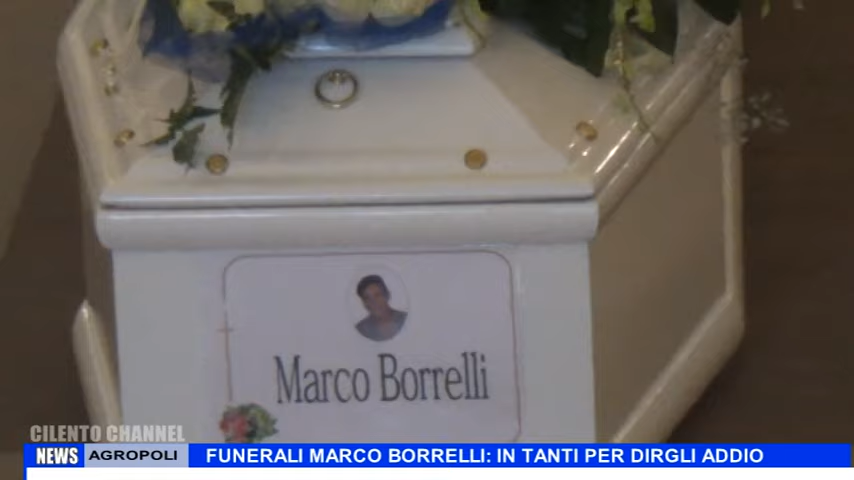 Marco Borrelli
CILENTO CHANNEL
NEWS AGROPOLI FUNERALI MARCO BORRELLI: IN TANTI PER DIRGLI ADDIO